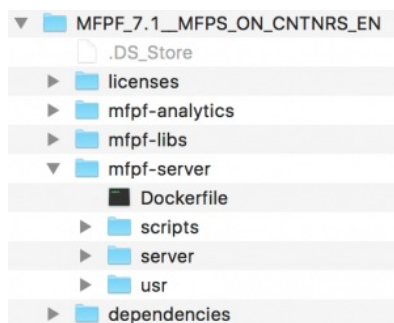 MFPF_7.1__MFPS_ON_CNTNRS_EN
.DS_Store
licenses
mfpf-analytics
mfpf-libs
mfpf-server
Dockerfile
scripts
server
usr
dependencies